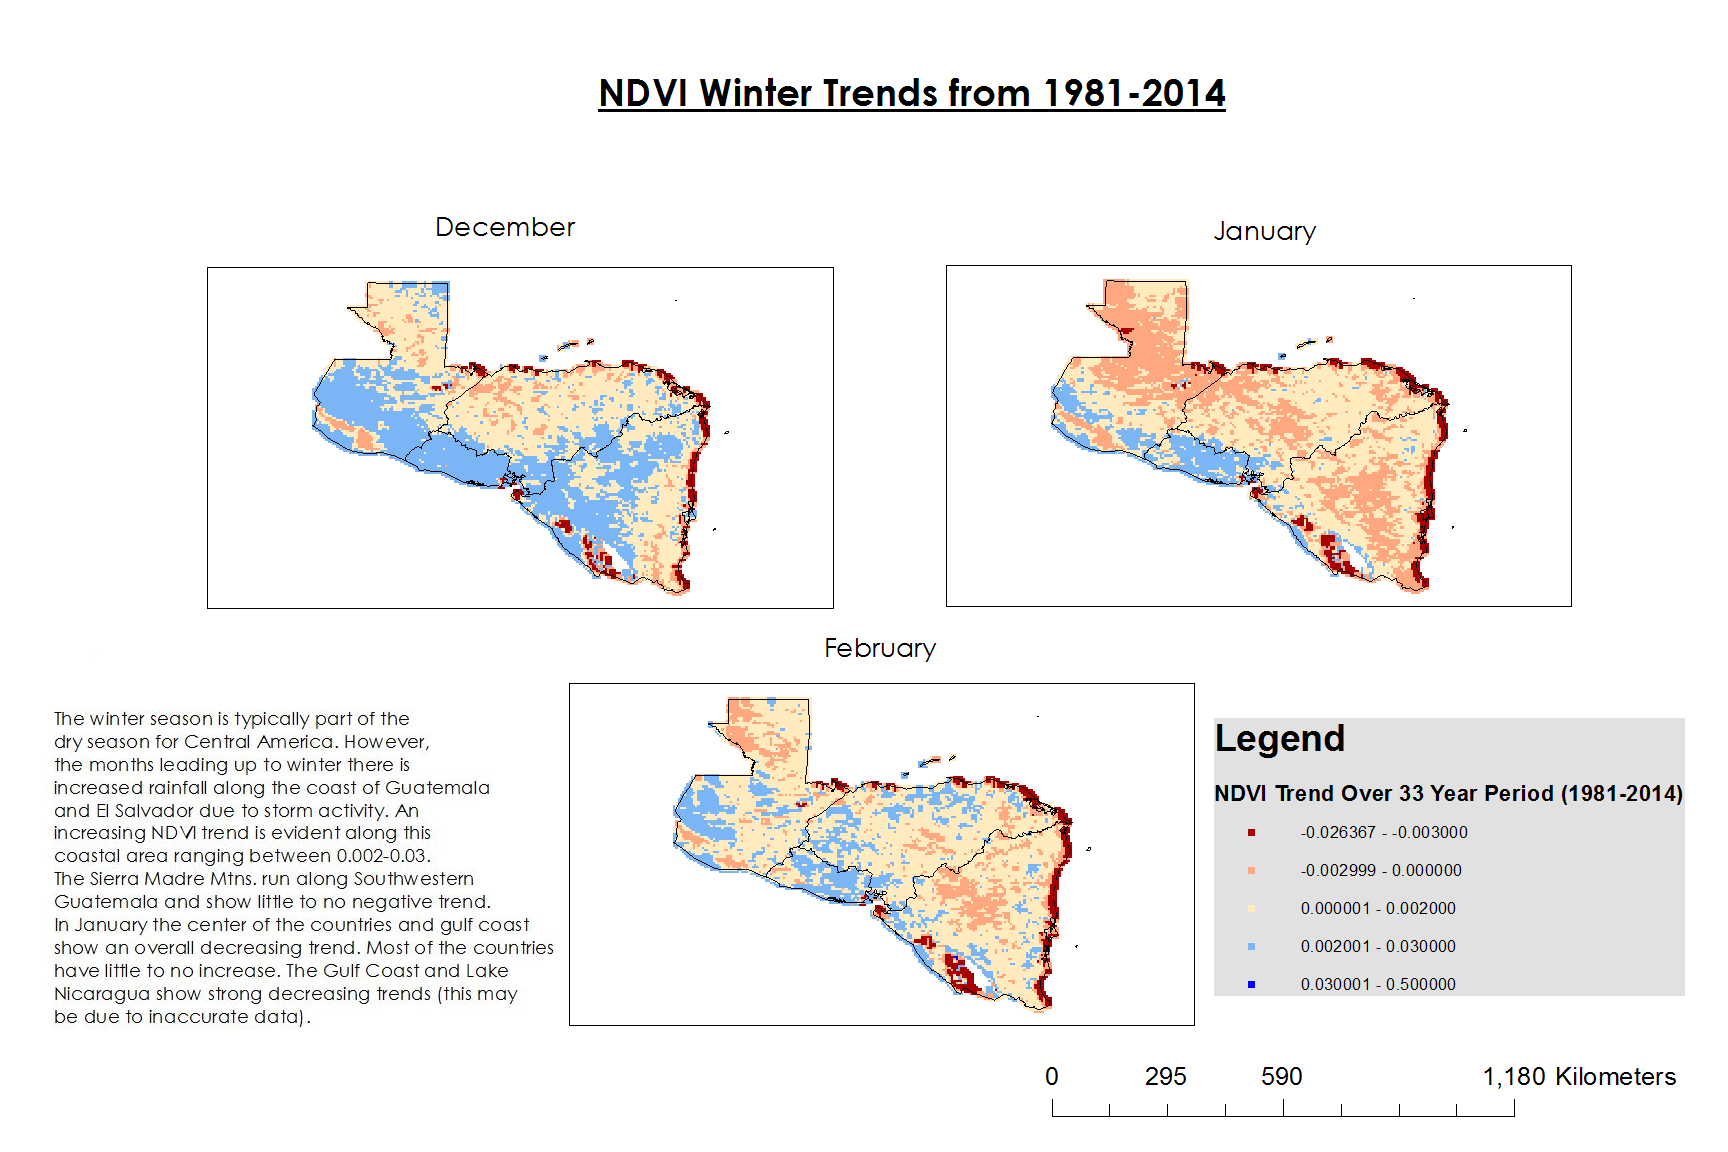 NDVI Winter Trends from 1981-2014
December
January
February
The winter season is typically part of the
dry season for Central America. However,
the months leading up to winter there is
increased rainfall along the coast of Guatemala
and El Salvador due to storm activity. An
increasing NDVI trend is evident along this
coastal area ranging between 0.002-0.03.
The Sierra Madre Mtns. run along Southwestern
Guatemala and show little to no negative trend.
In January the center of the countries and gulf coast
show an overall decreasing trend. Most of the countries
have little to no increase. The Gulf Coast and Lake
Nicaragua show strong decreasing trends (this may
be due to inaccurate data).
Legend
NDVI Trend Over 33 Year Period (1981-2014)
-0.026367 - -0.003000
-0.002999 - 0.000000
0.000001 - 0.002000
0.002001 - 0.030000
0.030001 - 0.500000
0 295 590 1,180 Kilometers